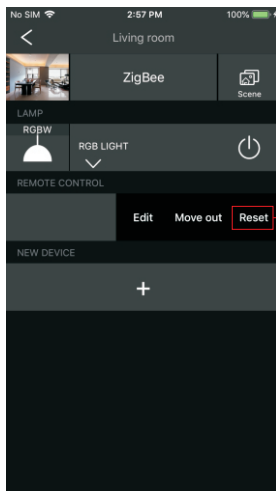 No SIM 2:57 PM 100%
Living room
ZigBee
Scene
LAMP
RGBW
RGB LIGHT
REMOTE CONTROL
Edit Move out Reset
NEW DEVICE
+